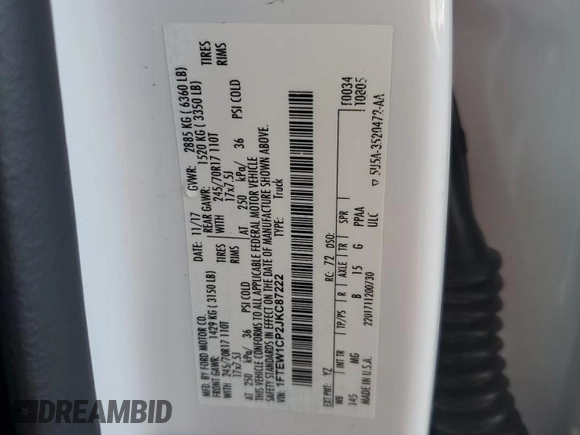 MFD. BY FORD MOTOR CO.
DATE: 11/17
GVWR: 2885 KG ( 6360 LB)
FRONT GAWR: 1429 KG ( 3150 LB)
REAR GAWR: 1520 KG ( 3350 LB)
WITH 245/70R17 110T TIRES
WITH 245/70R17 110T TIRES
17x7.5J RIMS
17x7.5J RIMS
AT 250 kPa/ 36 PSI COLD
AT 250 kPa/ 36 PSI COLD
THIS VEHICLE CONFORMS TO ALL APPLICABLE FEDERAL MOTOR VEHICLE
SAFETY STANDARDS IN EFFECT ON THE DATE OF MANUFACTURE SHOWN ABOVE.
VIN: 1FTEW1CP2JKC87222
TYPE: Truck
F0034
T0805
EXT PNT: YZ RC: 72 DSO:
WB INT TR TP/PS R AXLE TR SPR
145 MG B 15 G PPAA
ULC
MADE IN U.S.A. 2201711200730
5U5A-3520472-AA
DREAMBID